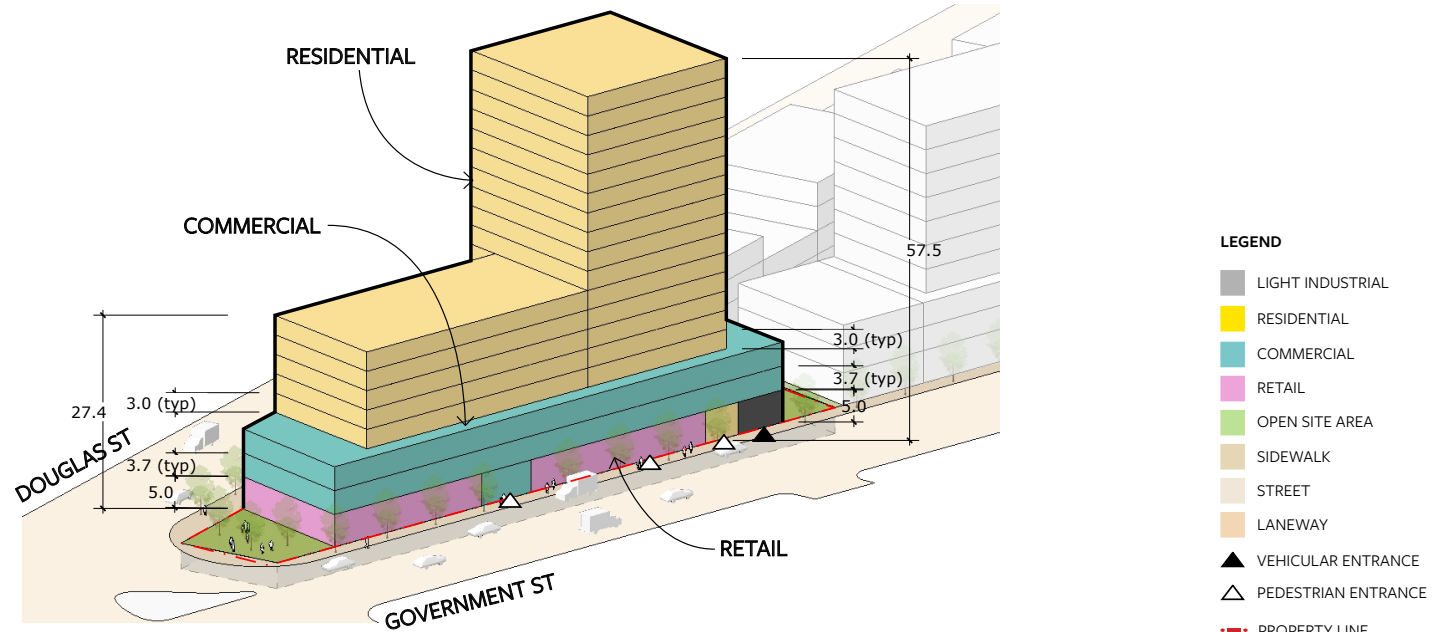 RESIDENTIAL
COMMERCIAL
57.5
3.0 (typ)
3.7 (typ)
5.0
27.4
3.0 (typ)
DOUGLAS ST
3.7 (typ)
5.0
RETAIL
GOVERNMENT ST
LEGEND
LIGHT INDUSTRIAL
RESIDENTIAL
COMMERCIAL
RETAIL
OPEN SITE AREA
SIDEWALK
STREET
LANEWAY
VEHICULAR ENTRANCE
PEDESTRIAN ENTRANCE
PROPERTY LINE